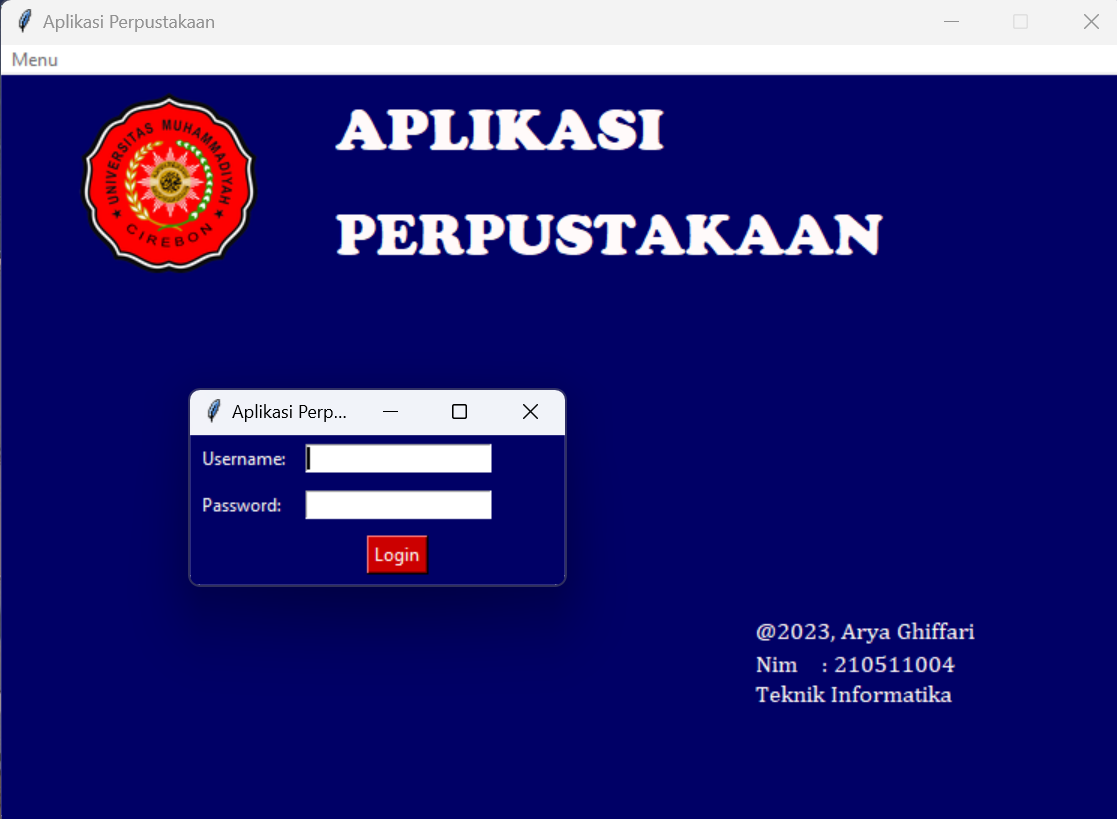 Aplikasi Perpustakaan
Menu
UNIVERSITAS MUHAMMADIYAH
CIREBON
APLIKASI
PERPUSTAKAAN
Aplikasi Perp...
Username:
Password:
Login
@2023, Arya Ghiffari
Nim : 210511004
Teknik Informatika